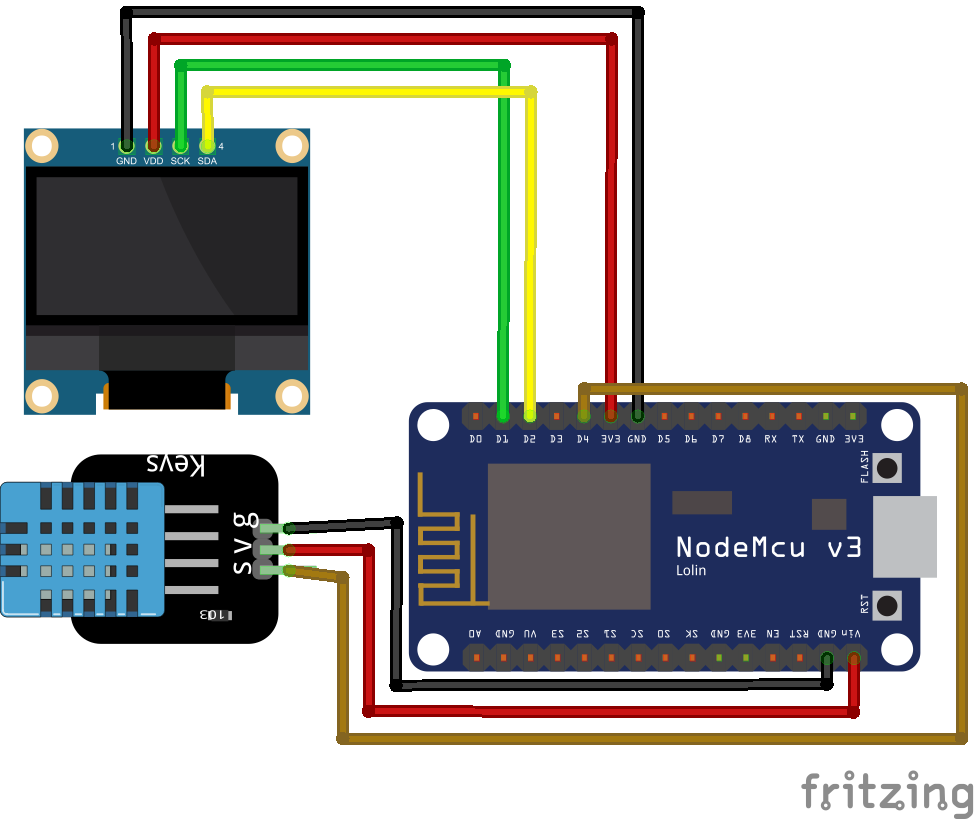 1 4
GND VDD SCK SDA
Keys
g
v
s
103
D0 D1 D2 D3 D4 3V3 GND D5 D6 D7 D8 RX TX GND 3V3
FLASH
NodeMcu v3
Lolin
RST
A0 GND VU S3 S2 S1 SC S0 SK GND 3V3 EN RST GND Vin
fritzing